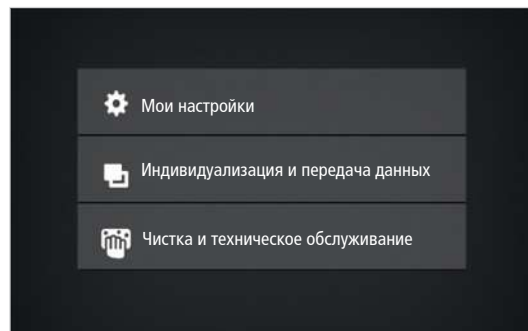 Мои настройки
Индивидуализация и передача данных
Чистка и техническое обслуживание